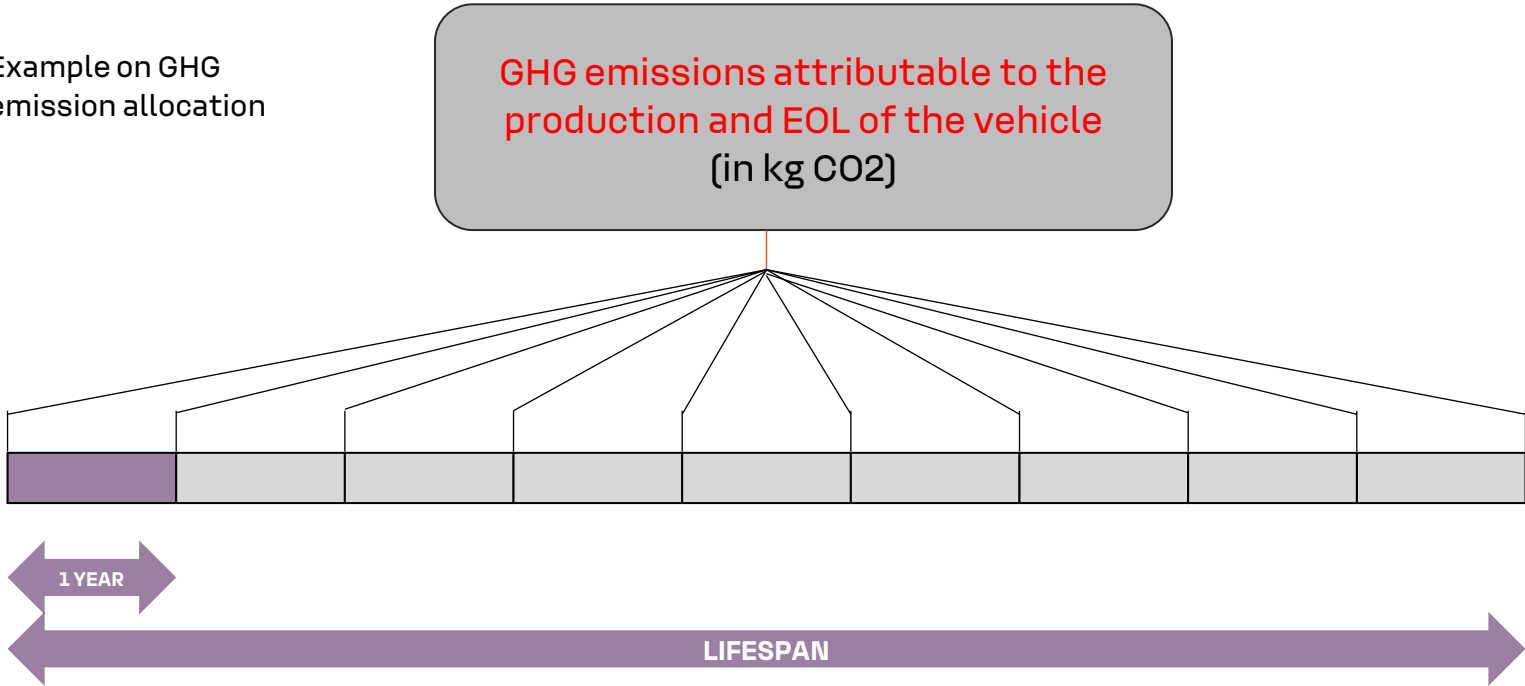 Example on GHG
emission allocation
GHG emissions attributable to the
production and EOL of the vehicle
(in kg CO2)
1 YEAR
LIFESPAN